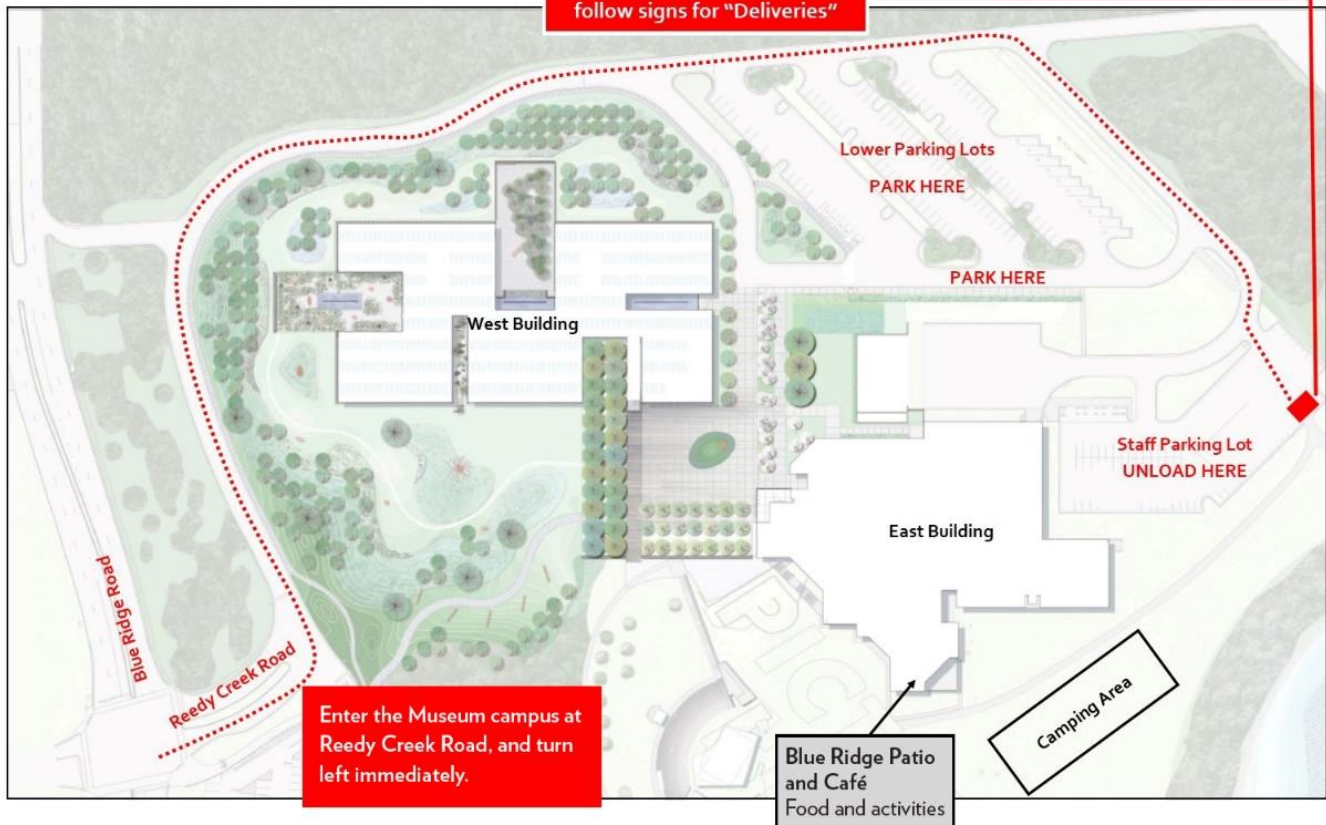 follow signs for “Deliveries”
Lower Parking Lots
PARK HERE
PARK HERE
West Building
Staff Parking Lot
UNLOAD HERE
East Building
Blue Ridge Road
Reedy Creek Road
PICT
Enter the Museum campus at
Reedy Creek Road, and turn
left immediately.
Camping Area
Blue Ridge Patio
and Café
Food and activities